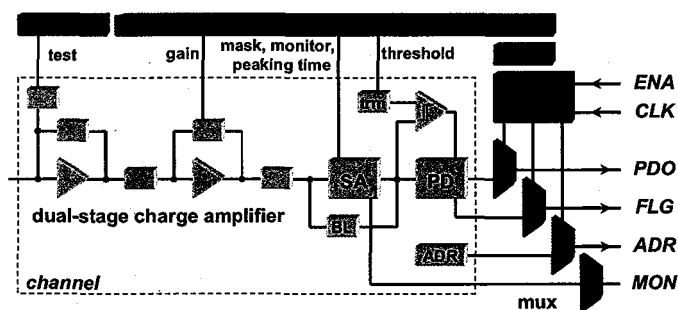 test
gain
mask, monitor,
peaking time
threshold
trim
ENA
CLK
SA
PD
PDO
dual-stage charge amplifier
BL
FLG
ADR
ADR
channel
MON
mux